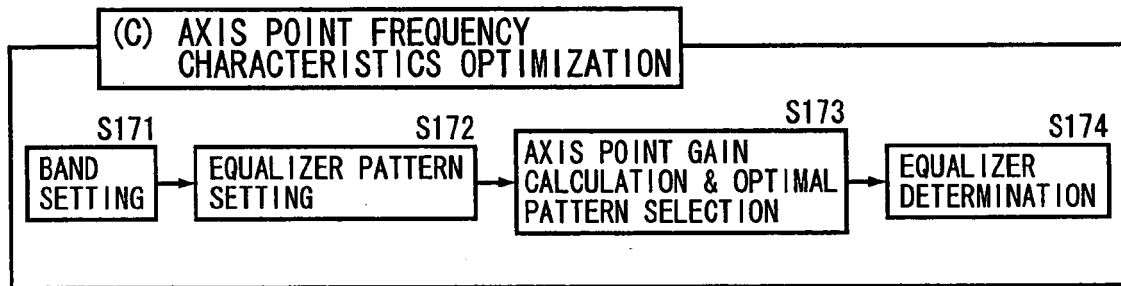 (C) AXIS POINT FREQUENCY
CHARACTERISTICS OPTIMIZATION
S171
BAND
SETTING
S172
EQUALIZER PATTERN
SETTING
S173
AXIS POINT GAIN
CALCULATION & OPTIMAL
PATTERN SELECTION
S174
EQUALIZER
DETERMINATION